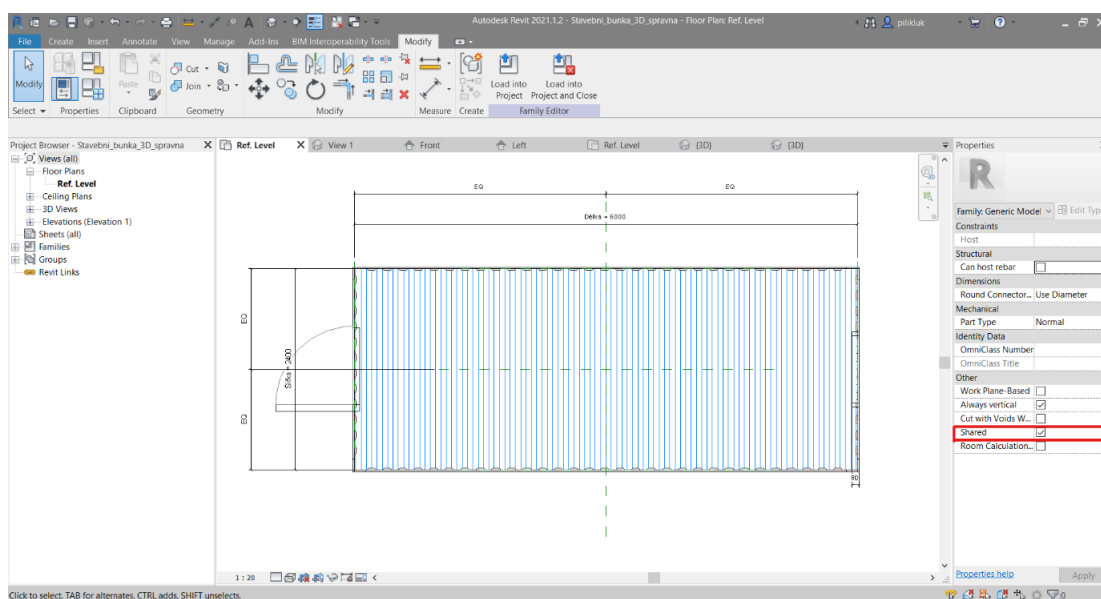 Autodesk Revit 2021.1.2 - Stavebni_bunka_3D_spravna - Floor Plan: Ref. Level
pilikluk
File Create Insert Annotate View Manage Add-Ins BIM Interoperability Tools Modify
Modify
Paste
Cut
Join
Load into Project
Load into Project and Close
Select Properties Clipboard Geometry Modify Measure Create Family Editor
Project Browser - Stavebni_bunka_3D_spravna
Ref. Level View 1 Front Left Ref. Level {3D} {3D}
Views (all)
Floor Plans
Ref. Level
Ceiling Plans
3D Views
Elevations (Elevation 1)
Sheets (all)
Families
Groups
Revit Links
EQ EQ
Délka = 6000
EQ
Šířka = 2400
EQ
80
1 : 20
Properties
R
Family: Generic Model Edit Typ
Constraints
Host
Structural
Can host rebar
Dimensions
Round Connector... Use Diameter
Mechanical
Part Type Normal
Identity Data
OmniClass Number
OmniClass Title
Other
Work Plane-Based
Always vertical
Cut with Voids W...
Shared
Room Calculation...
Properties help Apply
Click to select, TAB for alternates, CTRL adds, SHIFT unselects.
:0